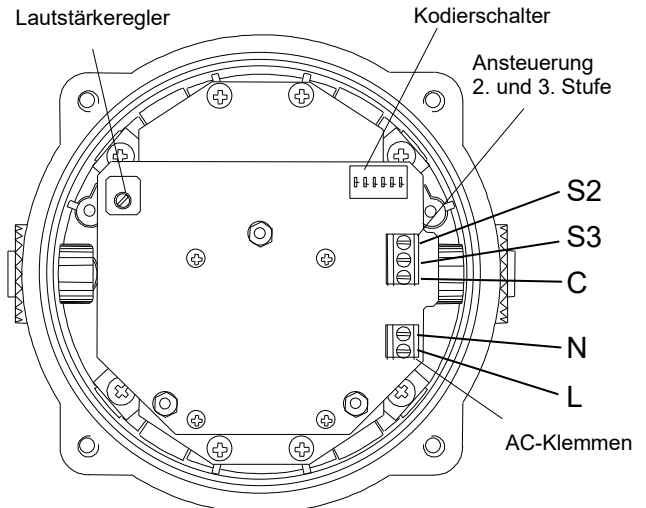 Lautstärkeregler
Kodierschalter
Ansteuerung
2. und 3. Stufe
S2
S3
C
N
L
AC-Klemmen